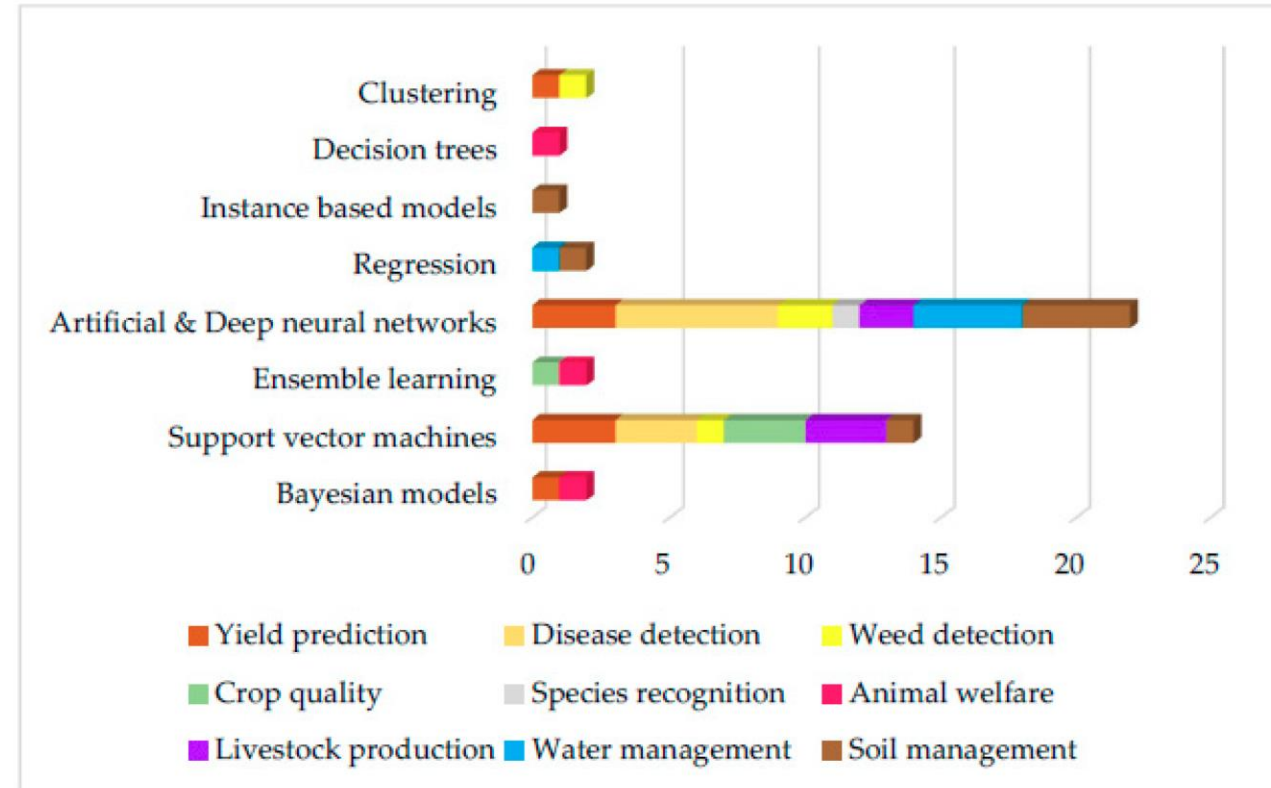 Clustering
Decision trees
Instance based models
Regression
Artificial & Deep neural networks
Ensemble learning
Support vector machines
Bayesian models
0 5 10 15 20 25
Yield prediction Disease detection Weed detection
Crop quality Species recognition Animal welfare
Livestock production Water management Soil management